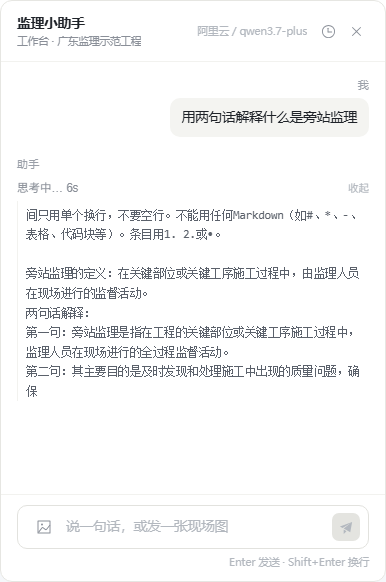 监理小助手
工作台 · 广东监理示范工程
阿里云 / qwen3.7-plus
我
用两句话解释什么是旁站监理
助手
思考中... 6s
收起
间只用单个换行，不要空行。不能用任何Markdown（如#、*、-、
表格、代码块等）。条目用1. 2.或•。
旁站监理的定义：在关键部位或关键工序施工过程中，由监理人员
在现场进行的监督活动。
两句话解释：
第一句：旁站监理是指在工程的关键部位或关键工序施工过程中，
监理人员在现场进行的全过程监督活动。
第二句：其主要目的是及时发现和处理施工中出现的质量问题，确
保
说一句话，或发一张现场图
Enter 发送 · Shift+Enter 换行